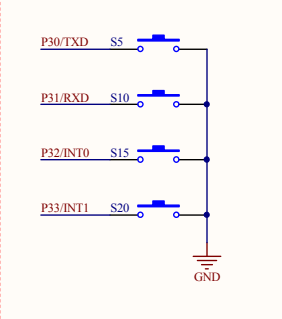 P30/TXD S5
P31/RXD S10
P32/INT0 S15
P33/INT1 S20
GND